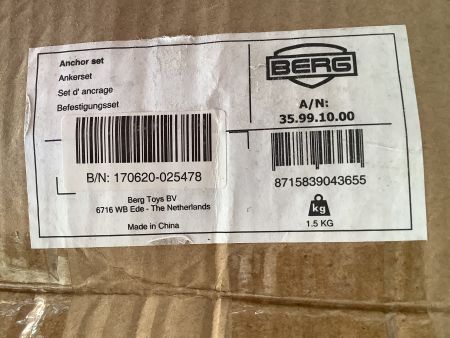 Anchor set
Ankerset
Set d' ancrage
Befestigungsset
B/N: 170620-025478
Berg Toys BV
6716 WB Ede - The Netherlands
Made in China
BERG
A/N:
35.99.10.00
8715839043655
kg
1.5 KG